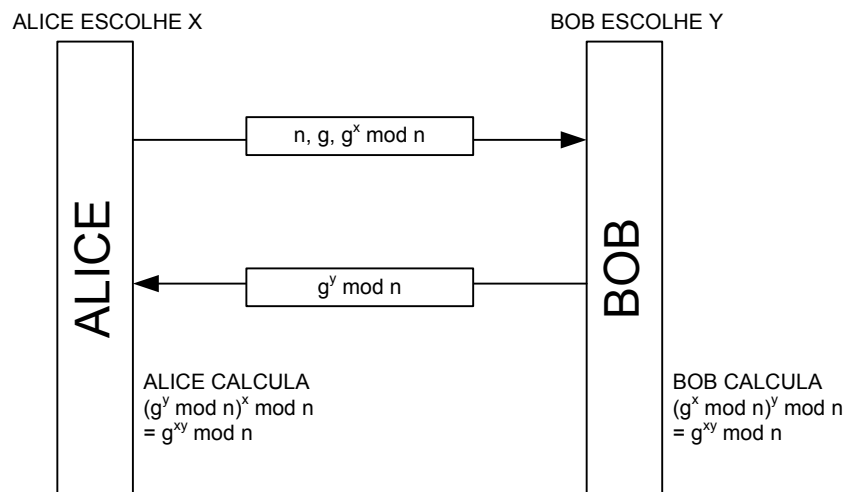 ALICE ESCOLHE X
BOB ESCOLHE Y
n, g, gˣ mod n
ALICE
BOB
gʸ mod n
ALICE CALCULA
(gʸ mod n)ˣ mod n
= gˣʸ mod n
BOB CALCULA
(gˣ mod n)ʸ mod n
= gˣʸ mod n